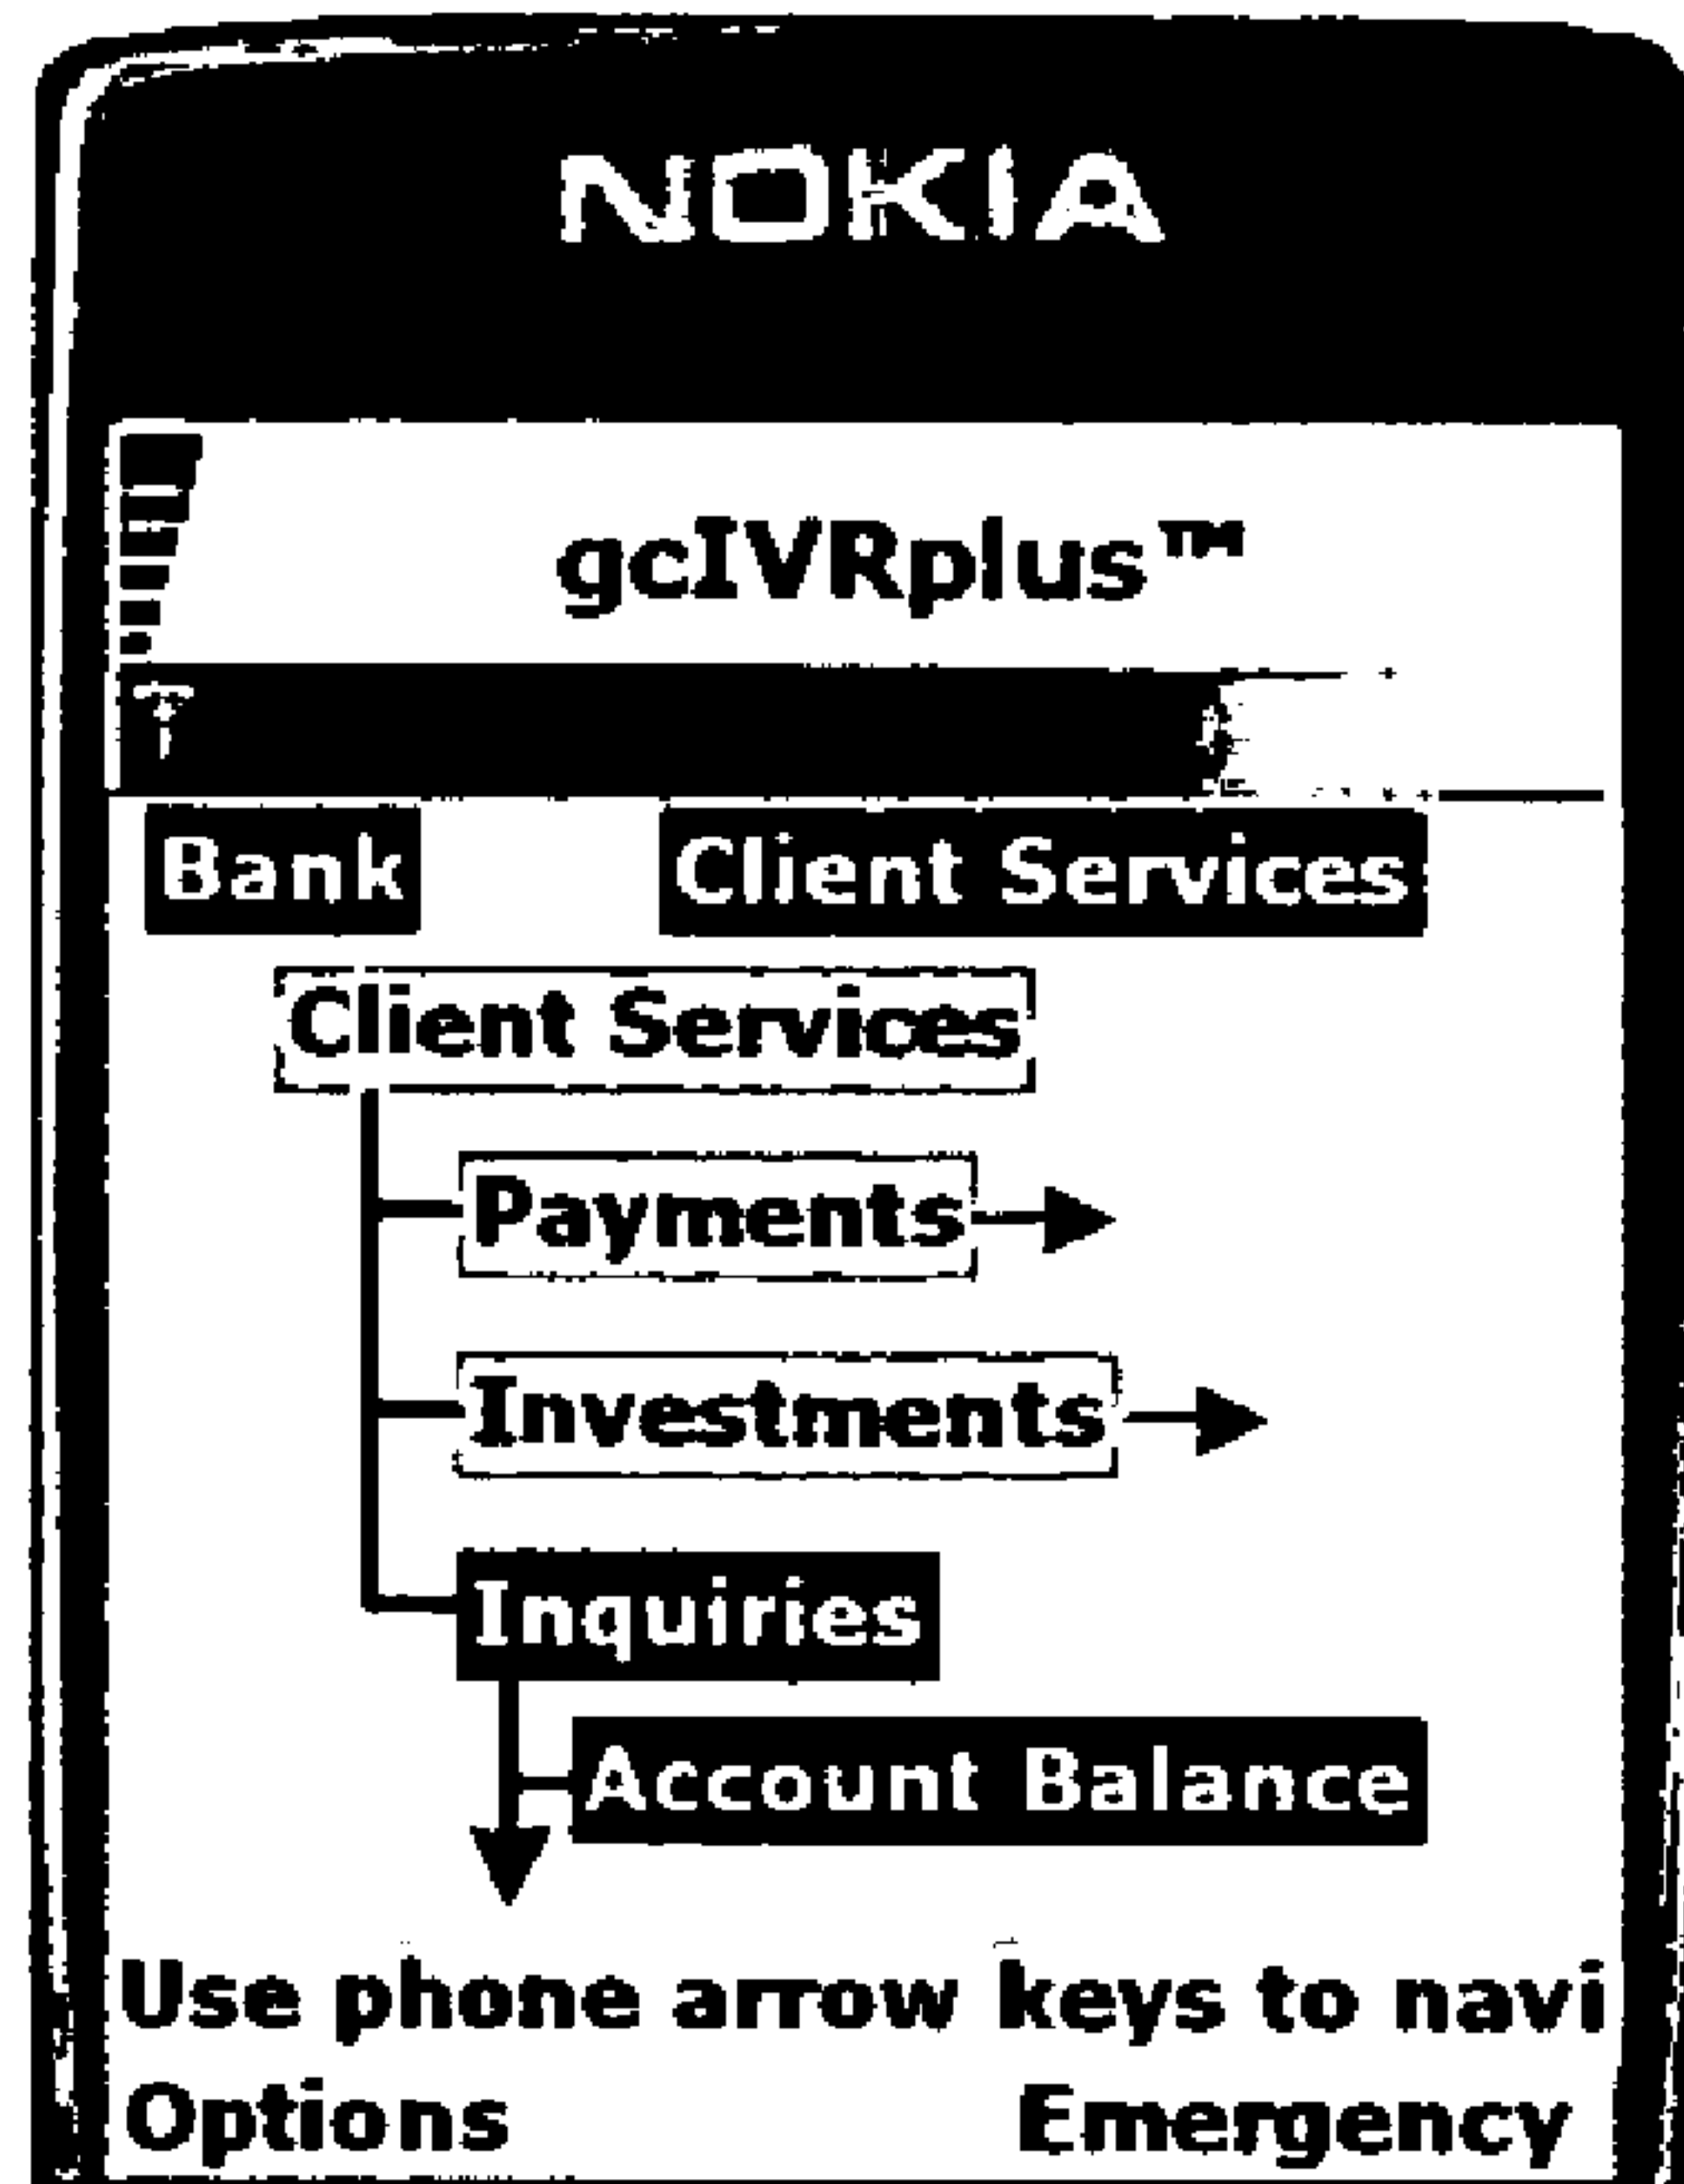 NOKIA
gcIVRplus™
Bank Client Services
Client Services
Payments
Investments
Inquiries
Account Balance
Use phone arrow keys to navi
Options Emergency